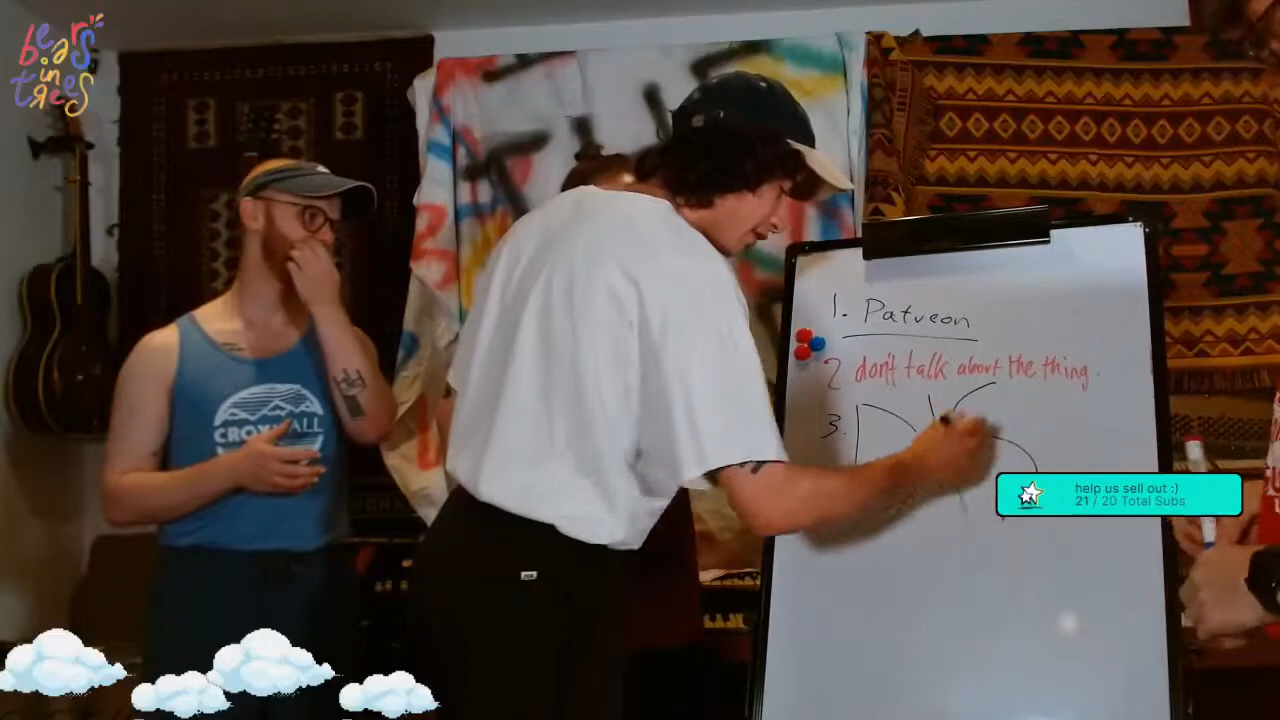 bears
in
trees
CROXWALL
1. Patreon
2 don't talk about the thing.
3.
help us sell out :)
21 / 20 Total Subs